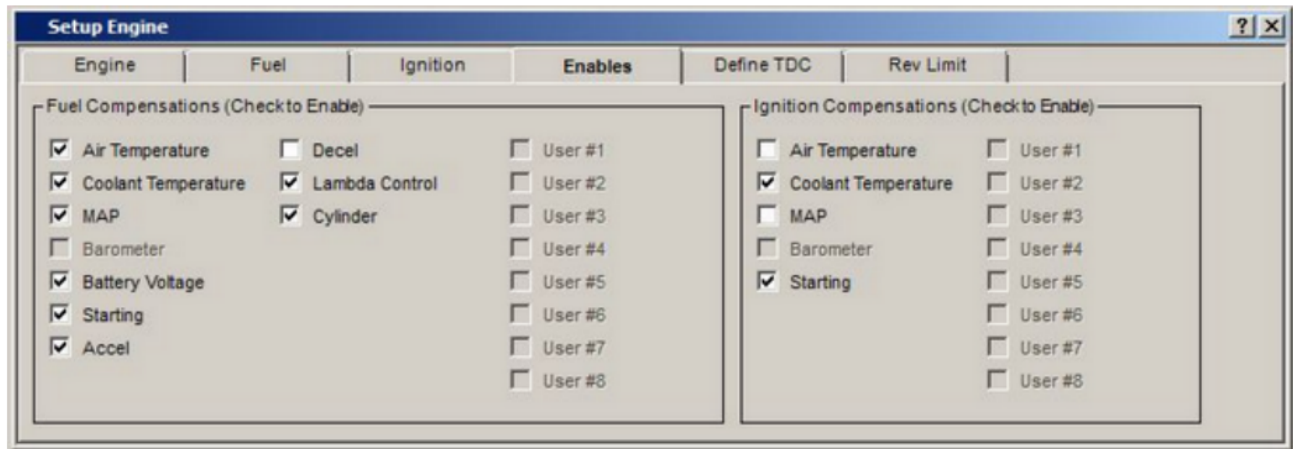 Setup Engine
Engine Fuel Ignition Enables Define TDC Rev Limit
Fuel Compensations (Check to Enable)
Air Temperature Decel User #1
Coolant Temperature Lambda Control User #2
MAP Cylinder User #3
Barometer User #4
Battery Voltage User #5
Starting User #6
Accel User #7
User #8
Ignition Compensations (Check to Enable)
Air Temperature User #1
Coolant Temperature User #2
MAP User #3
Barometer User #4
Starting User #5
User #6
User #7
User #8